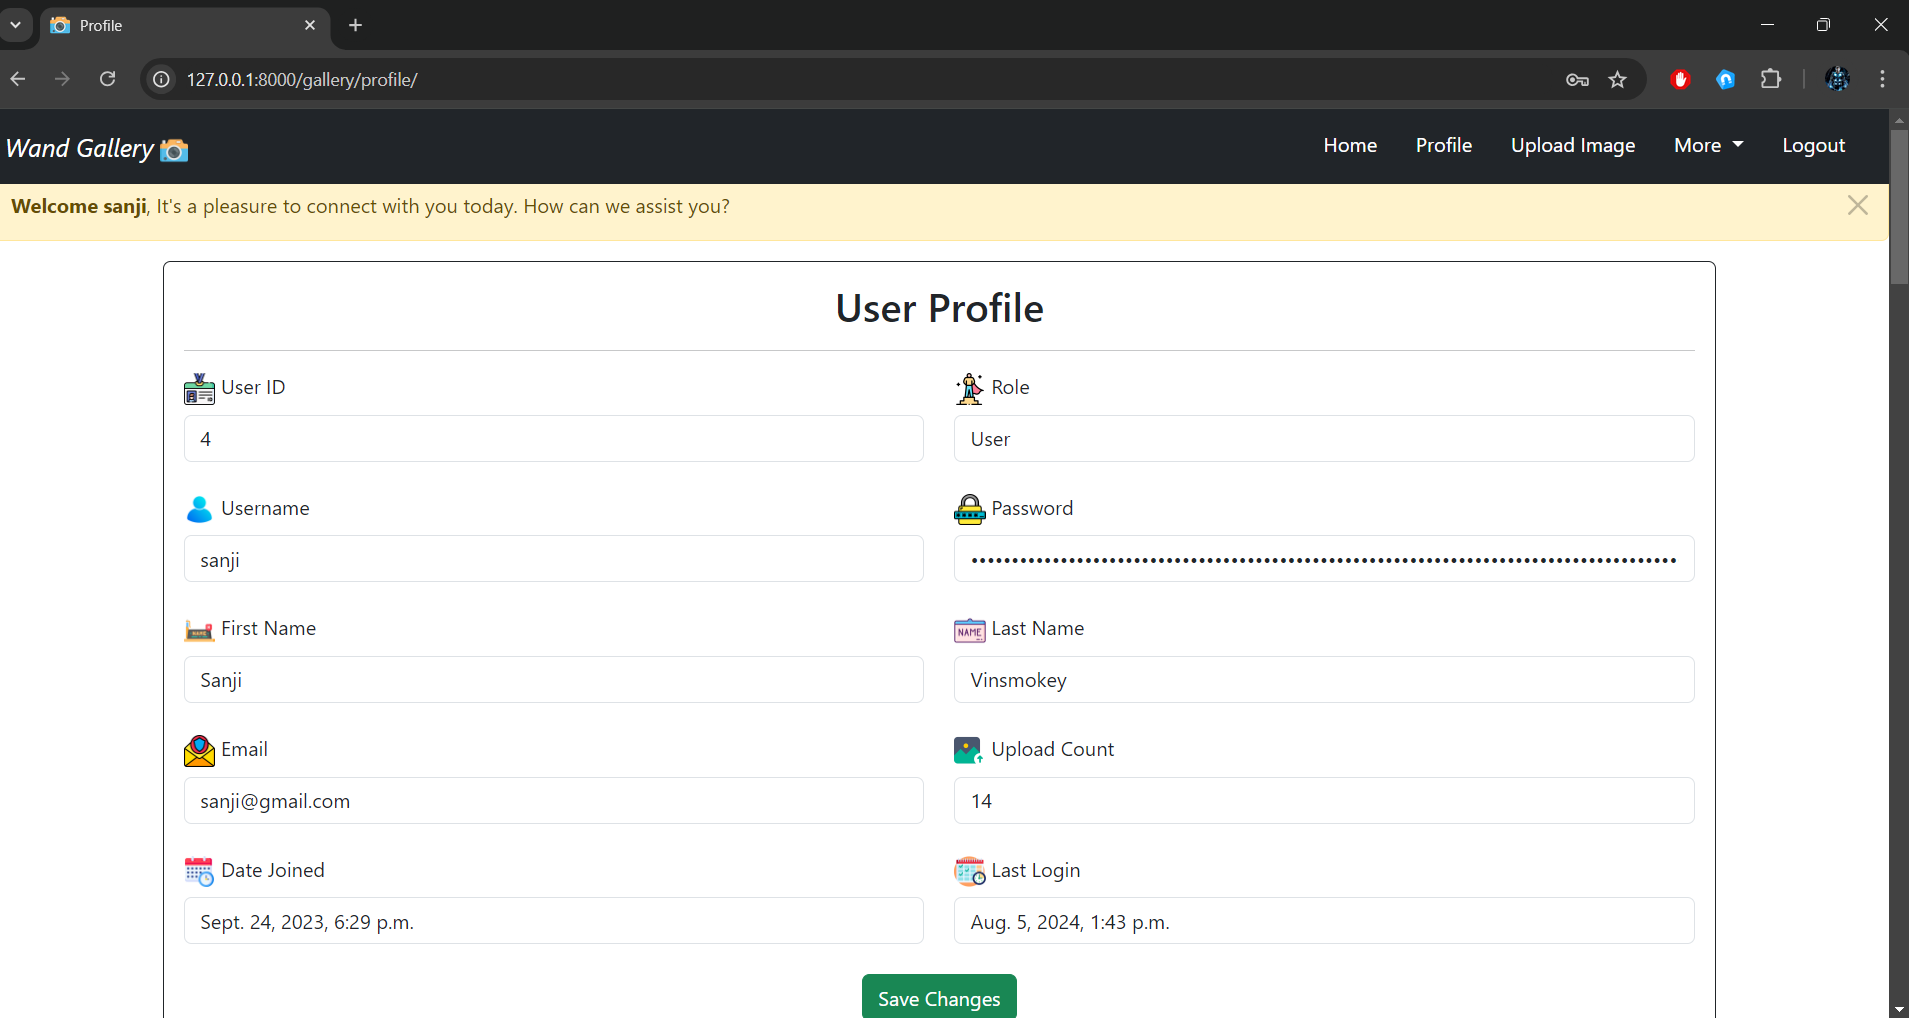 Profile
127.0.0.1:8000/gallery/profile/
Wand Gallery
Home Profile Upload Image More Logout
Welcome sanji, It's a pleasure to connect with you today. How can we assist you?
User Profile
User ID
4
Role
User
Username
sanji
Password
••••••••••••••••••••••••••••••••••••••••••••••••••••••••••••••••••••••••••••••••••••••••
NAME First Name
Sanji
NAME Last Name
Vinsmokey
Email
sanji@gmail.com
Upload Count
14
Date Joined
Sept. 24, 2023, 6:29 p.m.
Last Login
Aug. 5, 2024, 1:43 p.m.
Save Changes